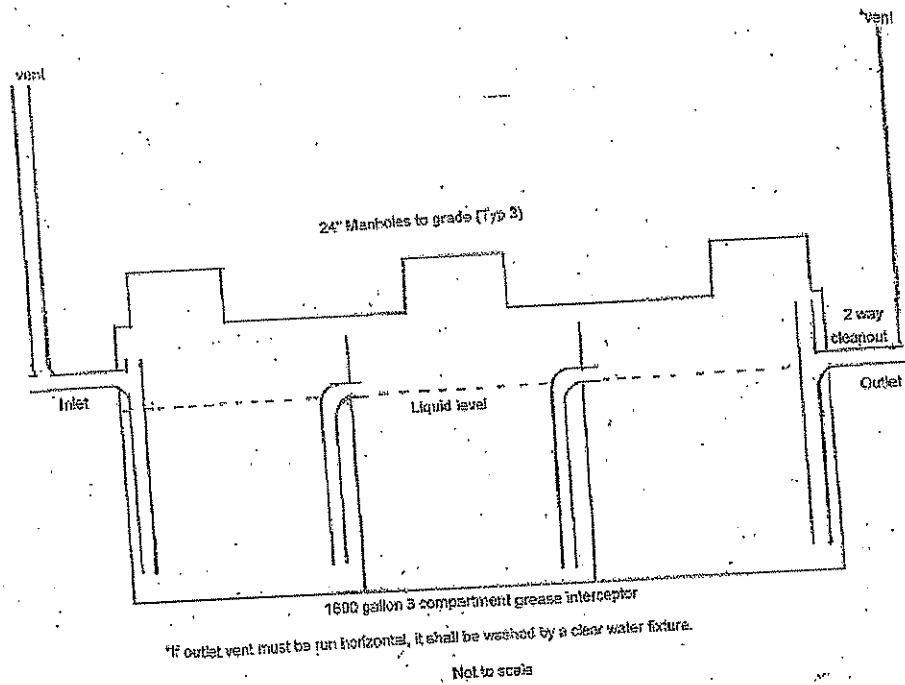 *vent
vent
24" Manholes to grade (Typ 3)
2 way
cleanout
Inlet
Liquid level
Outlet
gallon 3 compartment grease interceptor
*If outlet vent must be run horizontal, it shall be washed by a clear water fixture.
Not to scale